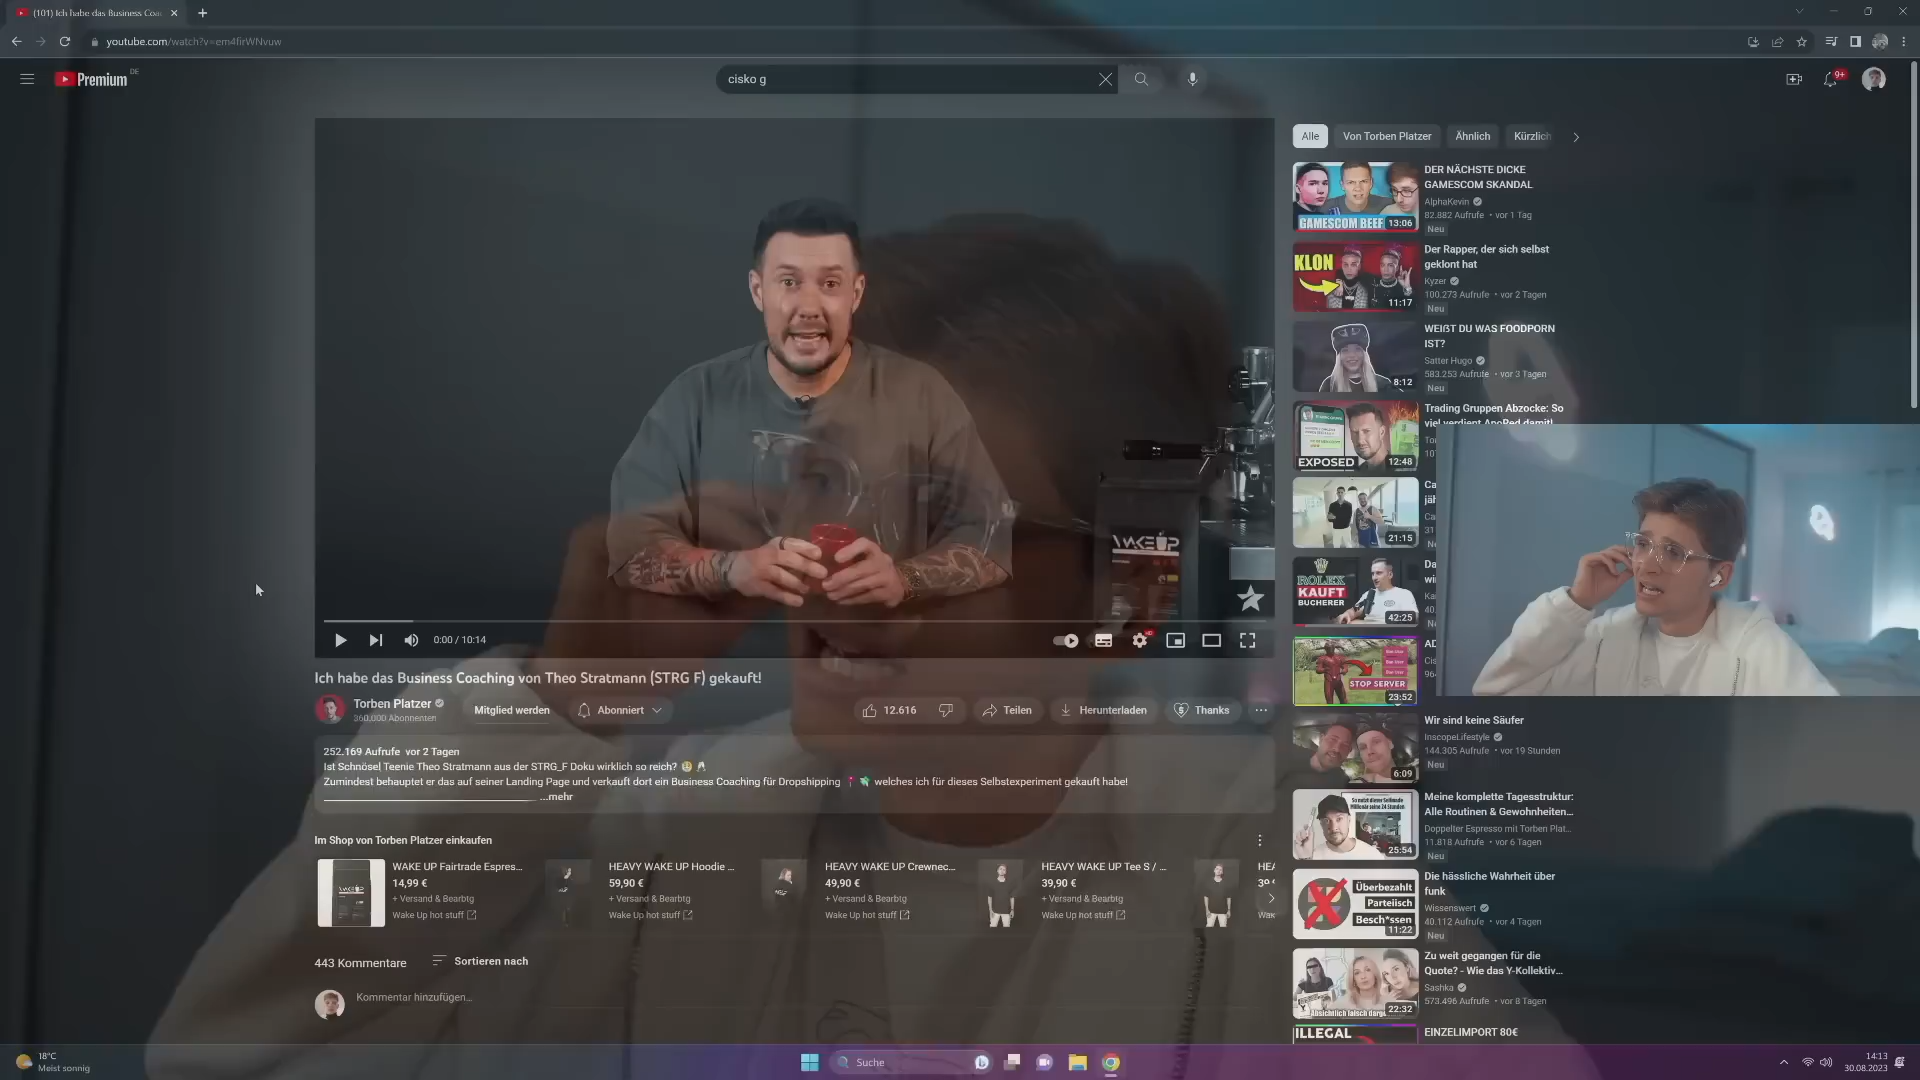 (101) Ich habe das Business Coa
youtube.com/watch?v=em4firWNvuw
Premium DE
cisko g
9+
Alle
Von Torben Platzer
Ähnlich
Kürzlich
DER NÄCHSTE DICKE
GAMESCOM SKANDAL
AlphaKevin
82.882 Aufrufe • vor 1 Tag
Neu
GAMESCOM BEEF
13:06
Der Rapper, der sich selbst
geklont hat
Kyzer
100.273 Aufrufe • vor 2 Tagen
Neu
KLON
11:17
WEIßT DU WAS FOODPORN
IST?
Satter Hugo
583.253 Aufrufe • vor 3 Tagen
Neu
8:12
Trading Gruppen Abzocke: So
viel verdient ApoRed damit!
EXPOSED
12:48
21:15
ROLEX
KAUFT
BUCHERER
42:25
STOP SERVER
23:52
WAKEUP
0:00 / 10:14
HD
Ich habe das Business Coaching von Theo Stratmann (STRG F) gekauft!
Torben Platzer
360.000 Abonnenten
Mitglied werden
Abonniert
12.616
Teilen
Herunterladen
Thanks
252.169 Aufrufe vor 2 Tagen
Ist Schnösel Teenie Theo Stratmann aus der STRG_F Doku wirklich so reich?
Zumindest behauptet er das auf seiner Landing Page und verkauft dort ein Business Coaching für Dropshipping welches ich für dieses Selbstexperiment gekauft habe!
...mehr
Im Shop von Torben Platzer einkaufen
WAKE UP Fairtrade Espres...
14,99 €
+ Versand & Bearbtg
Wake Up hot stuff
HEAVY WAKE UP Hoodie ...
59,90 €
+ Versand & Bearbtg
Wake Up hot stuff
HEAVY WAKE UP Crewnec...
49,90 €
+ Versand & Bearbtg
Wake Up hot stuff
HEAVY WAKE UP Tee S / ...
39,90 €
+ Versand & Bearbtg
Wake Up hot stuff
443 Kommentare
Sortieren nach
Kommentar hinzufügen...
Wir sind keine Säufer
InscopeLifestyle
144.305 Aufrufe • vor 19 Stunden
Neu
6:09
Meine komplette Tagesstruktur:
Alle Routinen & Gewohnheiten...
Doppelter Espresso mit Torben Plat...
11.818 Aufrufe • vor 6 Tagen
Neu
25:54
Die hässliche Wahrheit über
funk
Wissenswert
40.112 Aufrufe • vor 4 Tagen
Neu
Überbezahlt
Parteiisch
Besch*ssen
11:22
Zu weit gegangen für die
Quote? - Wie das Y-Kollektiv...
Sashka
573.496 Aufrufe • vor 8 Tagen
22:32
ILLEGAL
EINZELIMPORT 80€
18°C
Meist sonnig
Suche
14:13
30.08.2023